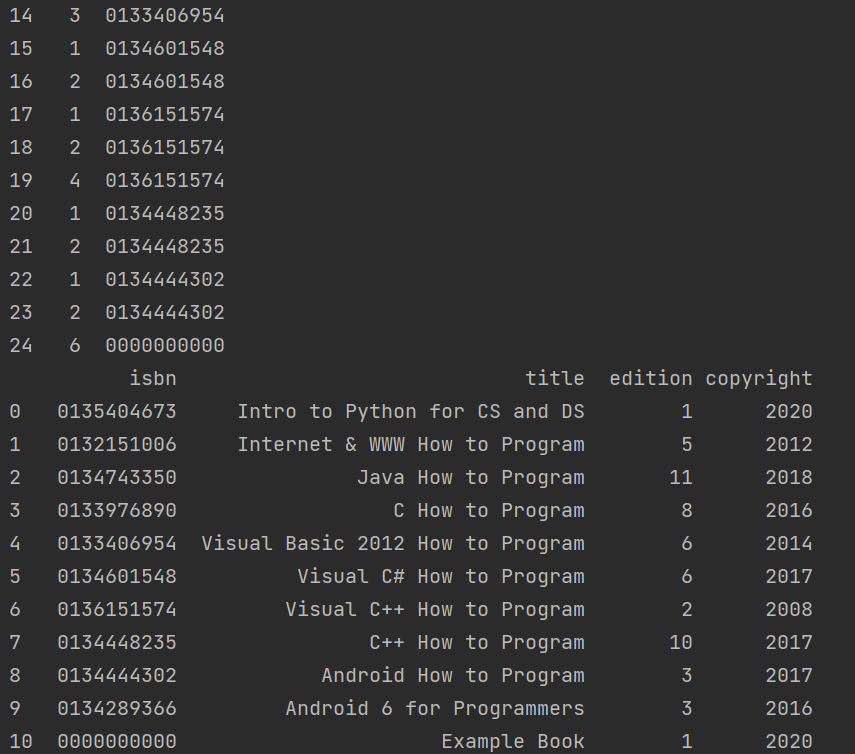 14 3 0133406954
15 1 0134601548
16 2 0134601548
17 1 0136151574
18 2 0136151574
19 4 0136151574
20 1 0134448235
21 2 0134448235
22 1 0134444302
23 2 0134444302
24 6 0000000000
isbn title edition copyright
0 0135404673 Intro to Python for CS and DS 1 2020
1 0132151006 Internet & WWW How to Program 5 2012
2 0134743350 Java How to Program 11 2018
3 0133976890 C How to Program 8 2016
4 0133406954 Visual Basic 2012 How to Program 6 2014
5 0134601548 Visual C# How to Program 6 2017
6 0136151574 Visual C++ How to Program 2 2008
7 0134448235 C++ How to Program 10 2017
8 0134444302 Android How to Program 3 2017
9 0134289366 Android 6 for Programmers 3 2016
10 0000000000 Example Book 1 2020